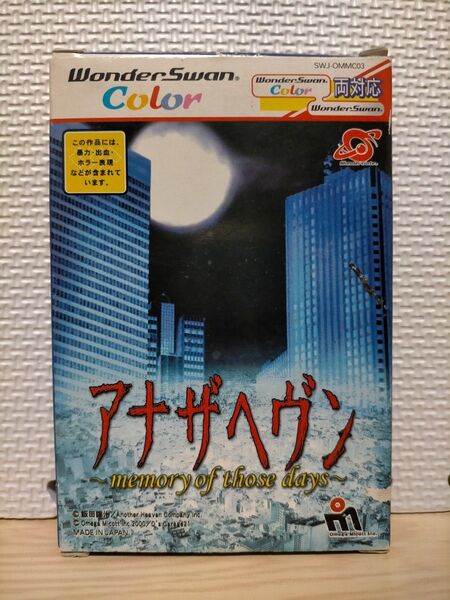 SWJ-OMMC03
WonderSwan®
Color
WonderSwan
Color
両対応
WonderSwan
この作品には、
暴力・出血・
ホラー表現
などが含まれて
います。
アナザヘヴン
~memory of those days~
© 飯田譲治/Another Heaven Company Inc.
© Omega Micott Inc.2000/D's Garage21
MADE IN JAPAN
Omega Micott Inc.